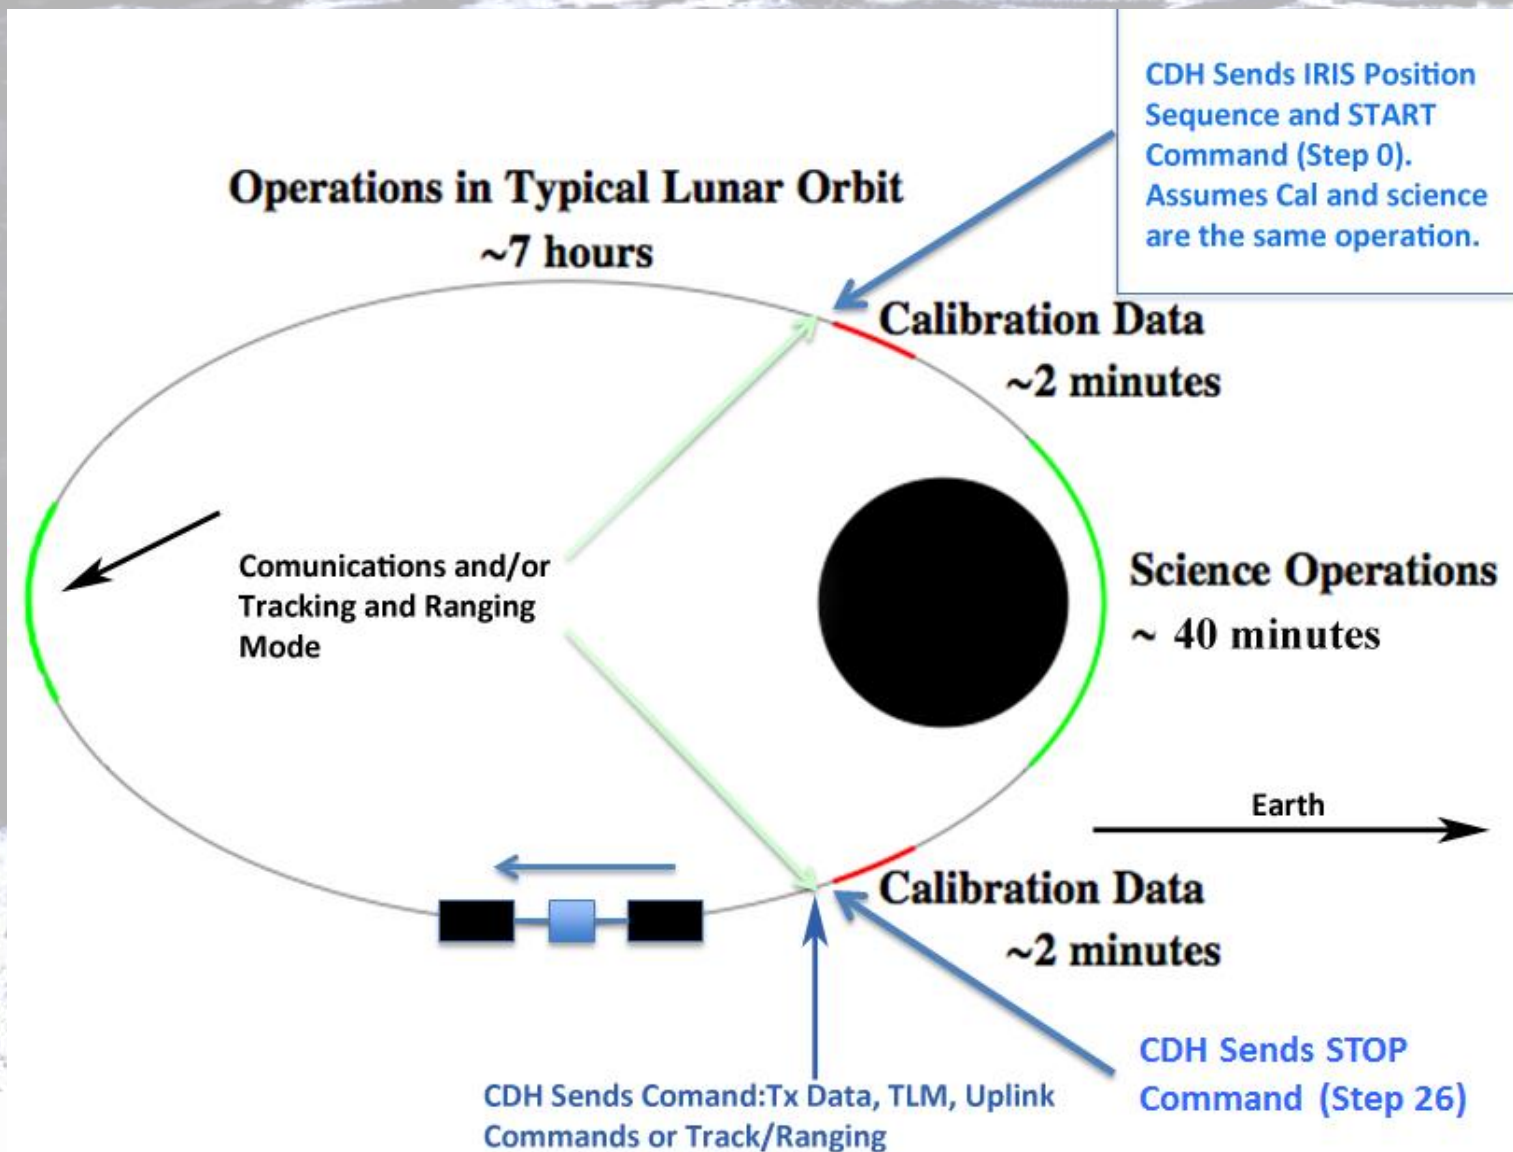 CDH Sends IRIS Position
Sequence and START
Command (Step 0).
Assumes Cal and science
are the same operation.
Operations in Typical Lunar Orbit
~7 hours
Calibration Data
~2 minutes
Comunications and/or
Tracking and Ranging
Mode
Science Operations
~ 40 minutes
Earth
Calibration Data
~2 minutes
CDH Sends STOP
Command (Step 26)
CDH Sends Comand:Tx Data, TLM, Uplink
Commands or Track/Ranging